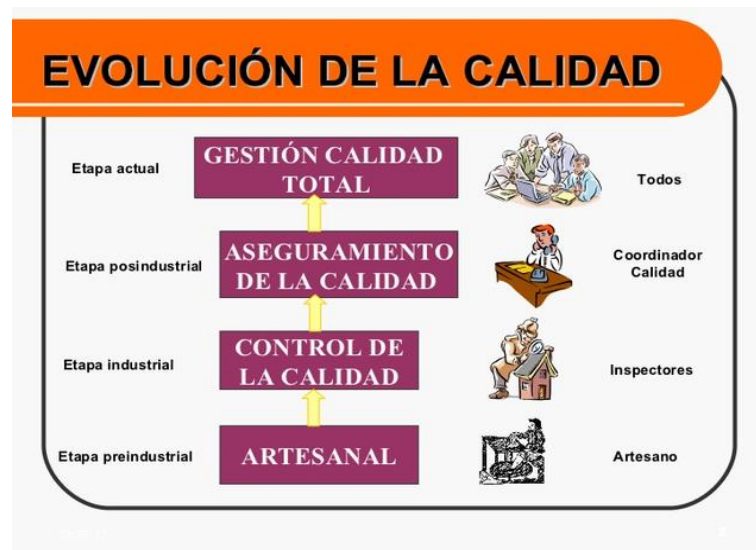 EVOLUCIÓN DE LA CALIDAD
Etapa actual
GESTIÓN CALIDAD
TOTAL
Todos
Etapa posindustrial
ASEGURAMIENTO
DE LA CALIDAD
Coordinador
Calidad
Etapa industrial
CONTROL DE
LA CALIDAD
Inspectores
Etapa preindustrial
ARTESANAL
Artesano